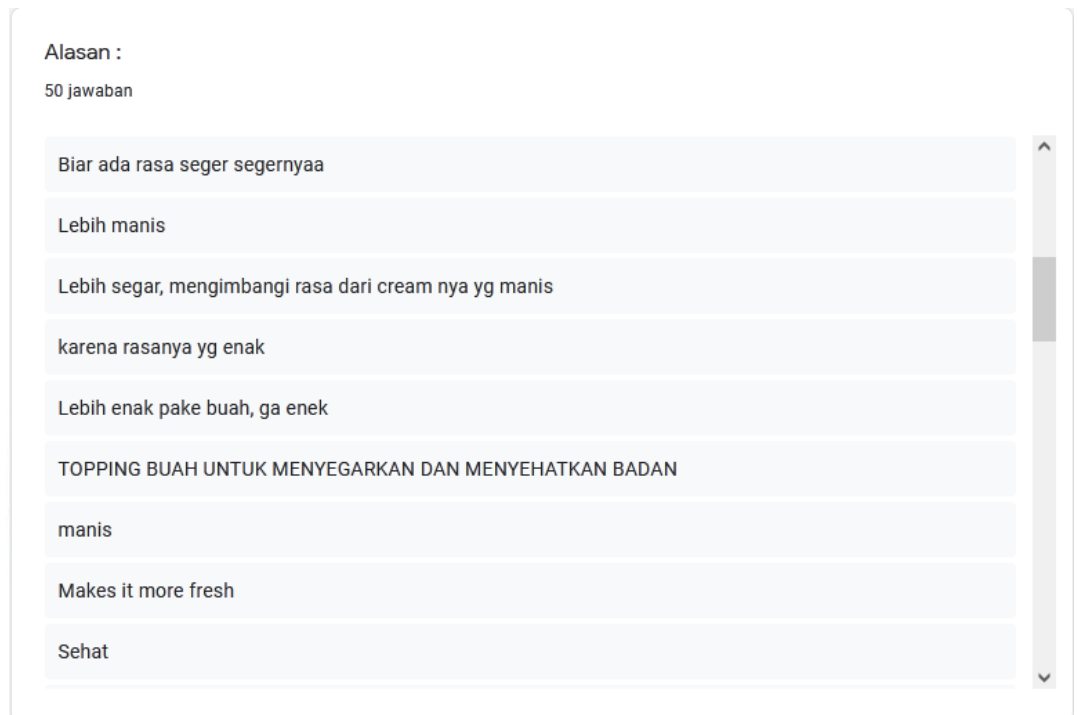 Alasan :
50 jawaban
Biar ada rasa seger segernyaa
Lebih manis
Lebih segar, mengimbangi rasa dari cream nya yg manis
karena rasanya yg enak
Lebih enak pake buah, ga enek
TOPPING BUAH UNTUK MENYEGARKAN DAN MENYEHATKAN BADAN
manis
Makes it more fresh
Sehat